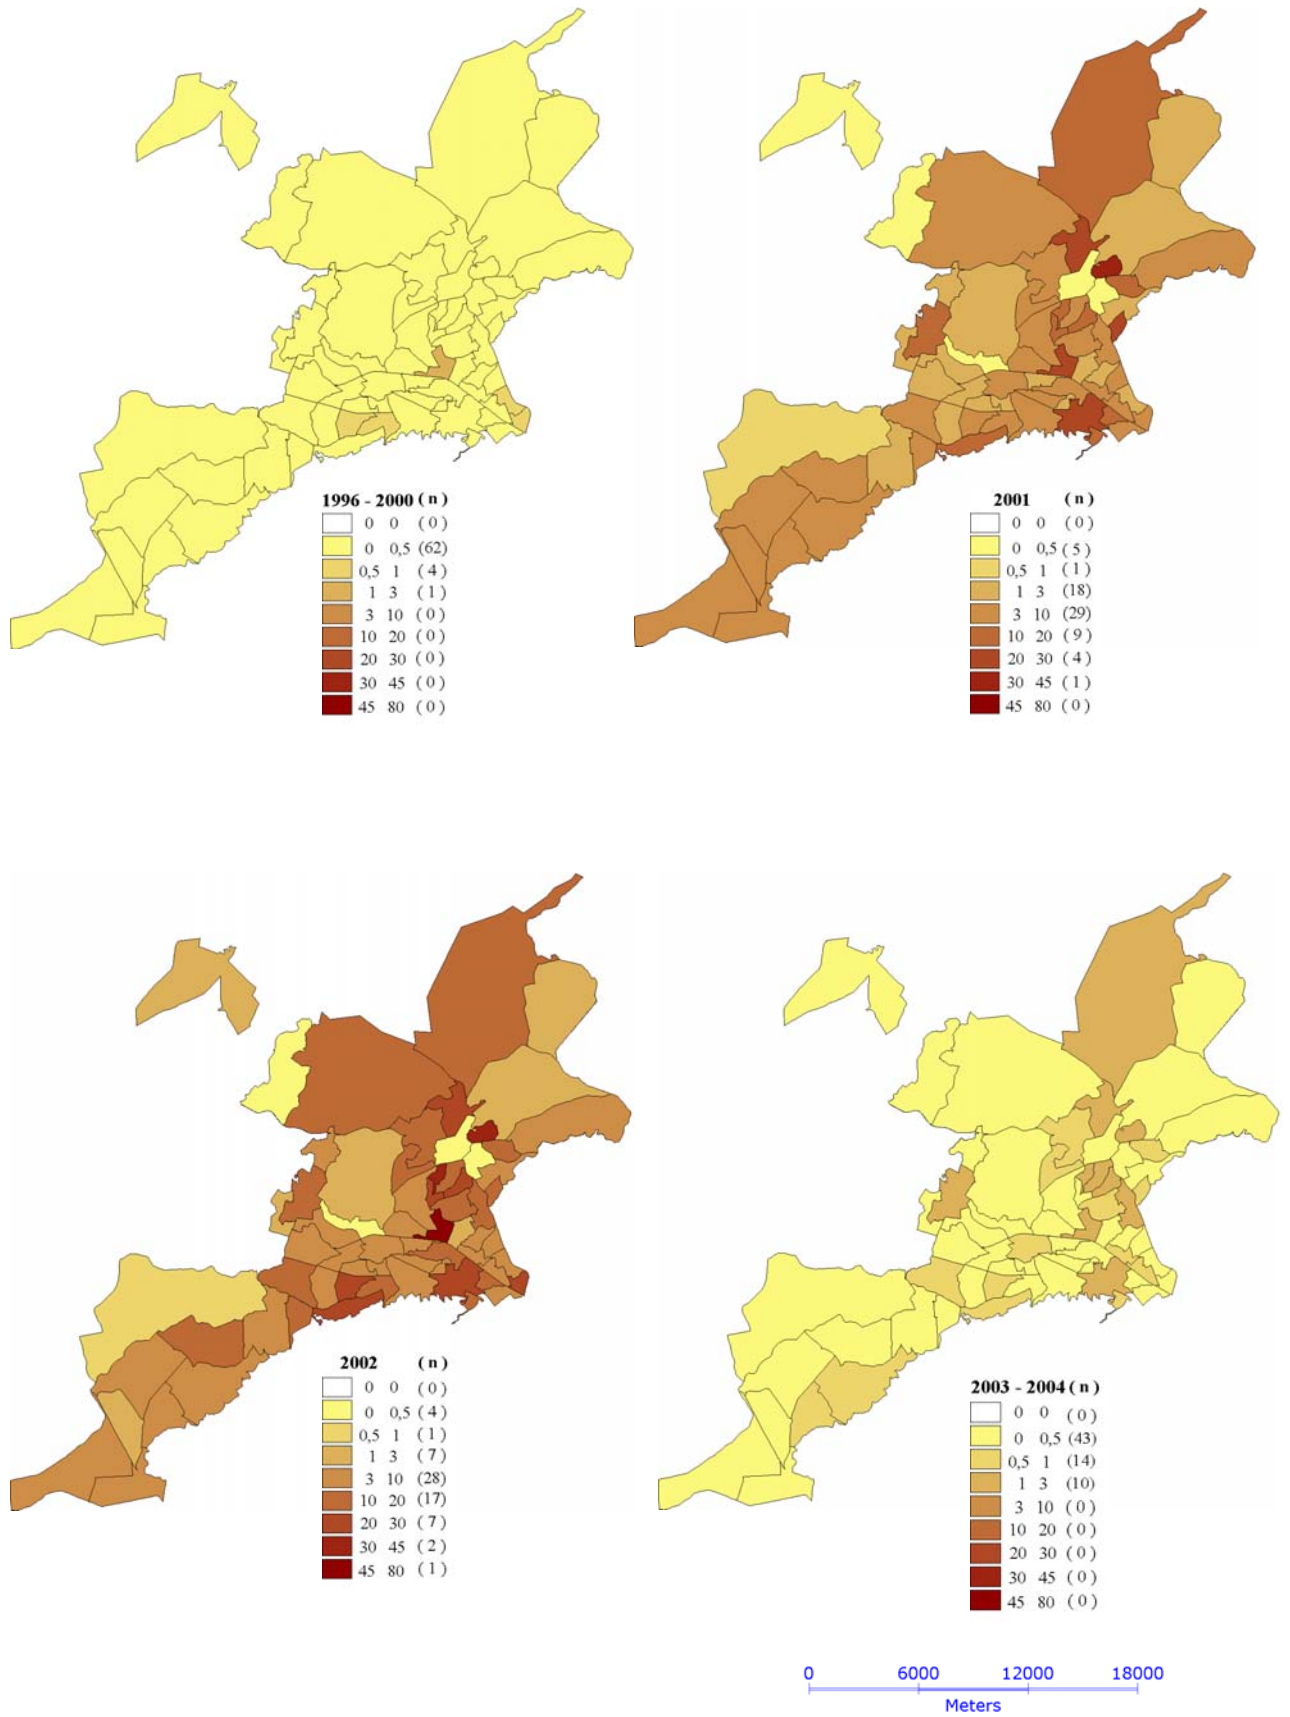 1996 - 2000 ( n )
0 0 ( 0 )
0 0,5 (62)
0,5 1 ( 4 )
1 3 ( 1 )
3 10 ( 0 )
10 20 ( 0 )
20 30 ( 0 )
30 45 ( 0 )
45 80 ( 0 )
2001 ( n )
0 0 ( 0 )
0 0,5 ( 5 )
0,5 1 ( 1 )
1 3 (18)
3 10 (29)
10 20 ( 9 )
20 30 ( 4 )
30 45 ( 1 )
45 80 ( 0 )
2002 ( n )
0 0 ( 0 )
0 0,5 ( 4 )
0,5 1 ( 1 )
1 3 ( 7 )
3 10 (28)
10 20 (17)
20 30 ( 7 )
30 45 ( 2 )
45 80 ( 1 )
2003 - 2004 ( n )
0 0 ( 0 )
0 0,5 (43)
0,5 1 (14)
1 3 (10)
3 10 ( 0 )
10 20 ( 0 )
20 30 ( 0 )
30 45 ( 0 )
45 80 ( 0 )
0 6000 12000 18000
Meters